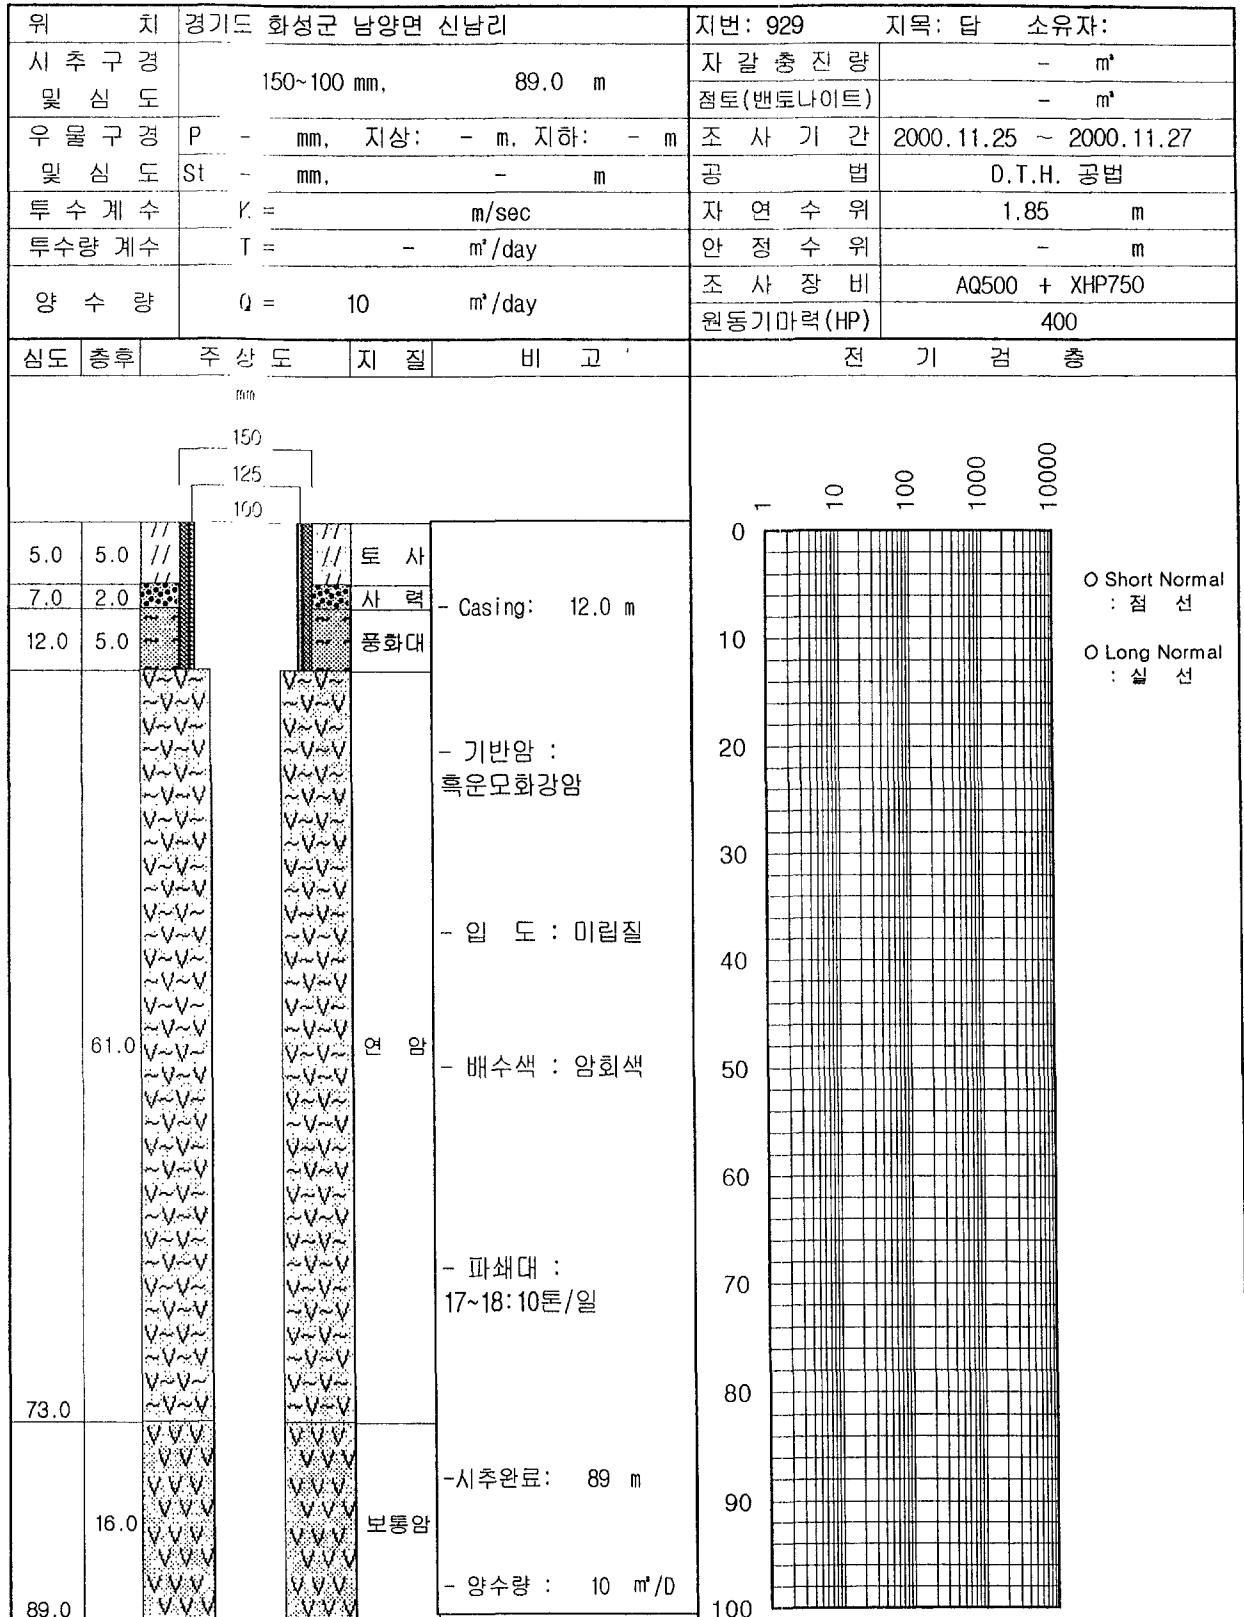 위 치 경기도 화성군 남양면 신남리 지번: 929 지목: 답 소유자:
시추구경 및 심도 150~100 mm, 89.0 m
자갈충진량 - m³
점토(밴토나이트) - m³
우물구경 및 심도 P - mm, 지상: - m, 지하: - m
St - mm, - m
조사기간 2000.11.25 ~ 2000.11.27
공 법 D.T.H. 공법
투수계수 K = m/sec
자연수위 1.85 m
투수량 계수 T = - m³/day
안정수위 - m
양수량 Q = 10 m³/day
조사장비 AQ500 + XHP750
원동기마력(HP) 400
심도 층후 주상도 지질 비고 전기검층
mm
150
125
100
5.0 5.0 토사
7.0 2.0 사력
12.0 5.0 풍화대
61.0 연암
73.0
16.0 보통암
89.0
- Casing: 12.0 m
- 기반암 :
흑운모화강암
- 입 도 : 미립질
- 배수색 : 암회색
- 파쇄대 :
17~18:10톤/일
-시추완료: 89 m
- 양수량 : 10 m³/D
1 10 100 1000 10000
0
10
20
30
40
50
60
70
80
90
100
O Short Normal
: 점 선
O Long Normal
: 실 선